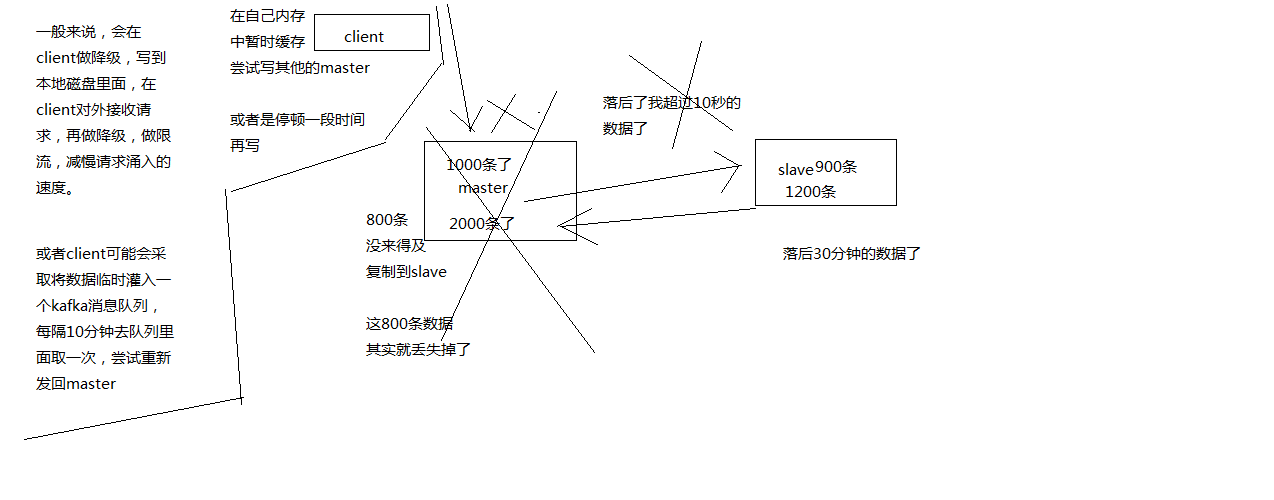 一般来说，会在
client做降级，写到
本地磁盘里面，在
client对外接收请
求，再做降级，做限
流，减慢请求涌入的
速度。
或者client可能会采
取将数据临时灌入一
个kafka消息队列，
每隔10分钟去队列里
面取一次，尝试重新
发回master
在自己内存
中暂时缓存
尝试写其他的master
或者是停顿一段时间
再写
client
1000条了
master
2000条了
800条
没来得及
复制到slave
这800条数据
其实就丢失掉了
落后了我超过10秒的
数据了
slave900条
1200条
落后30分钟的数据了